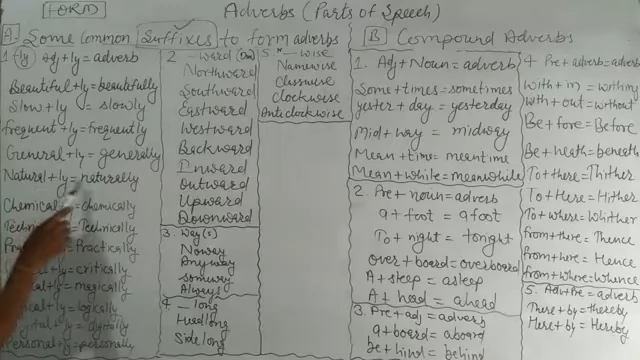 FORM
Adverbs (Parts of Speech)
A. Some Common Suffixes to form adverbs
1. -ly adj + ly = adverb
Beautiful + ly = beautifully
Slow + ly = slowly
frequent + ly = frequently
General + ly = generally
Natural + ly = naturally
Chemical = chemically
= Technically
= Practically
= critically
= magically
= logically
= digitally
Personal + ly = personally
2. -ward
Northward
Southward
Eastward
Westward
Backward
Inward
Outward
Upward
Downward
3. Way(s)
Noway
Anyway
Someway
Always
4. -long
Headlong
Sidelong
5. -wise
Namewise
Classwise
Clockwise
Anticlockwise
B Compound Adverbs
1. Adj + Noun = adverb
Some + times = sometimes
yester + day = yesterday
Mid + way = midway
Mean + time = meantime
Mean + while = meanwhile
2. Pre + noun = adverb
a + foot = afoot
To + night = tonight
over + board = overboard
A + sleep = asleep
A + head = ahead
3. Pre + adj = adverb
a + board = aboard
be + hind = behind
4. Pre + adverb = adverb
with + in = within
with + out = without
Be + fore = Before
Be + neath = beneath
To + there = Thither
To + Here = Hither
To + where = Whither
from + there = Thence
from + Here = Hence
from + where = Whence
5. Adv + Pre = adverb
There + by = thereby
Here + by = Hereby